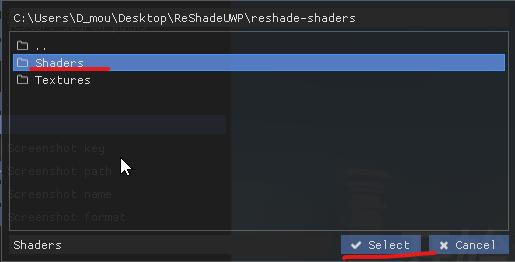 C:\Users\D_mou\Desktop\ReShadeUWP\reshade-shaders
..
Shaders
Textures
Screenshot key
Screenshot path
Screenshot name
Screenshot format
Shaders
Select
Cancel